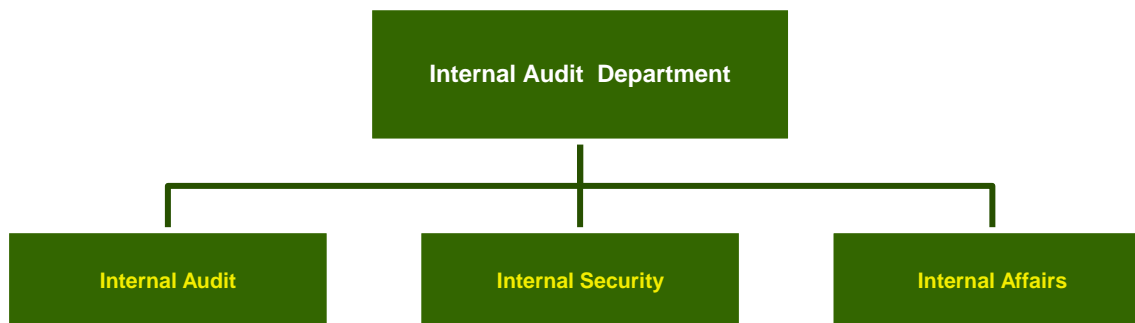 Internal Audit  Department
Internal Audit
Internal Security
Internal Affairs